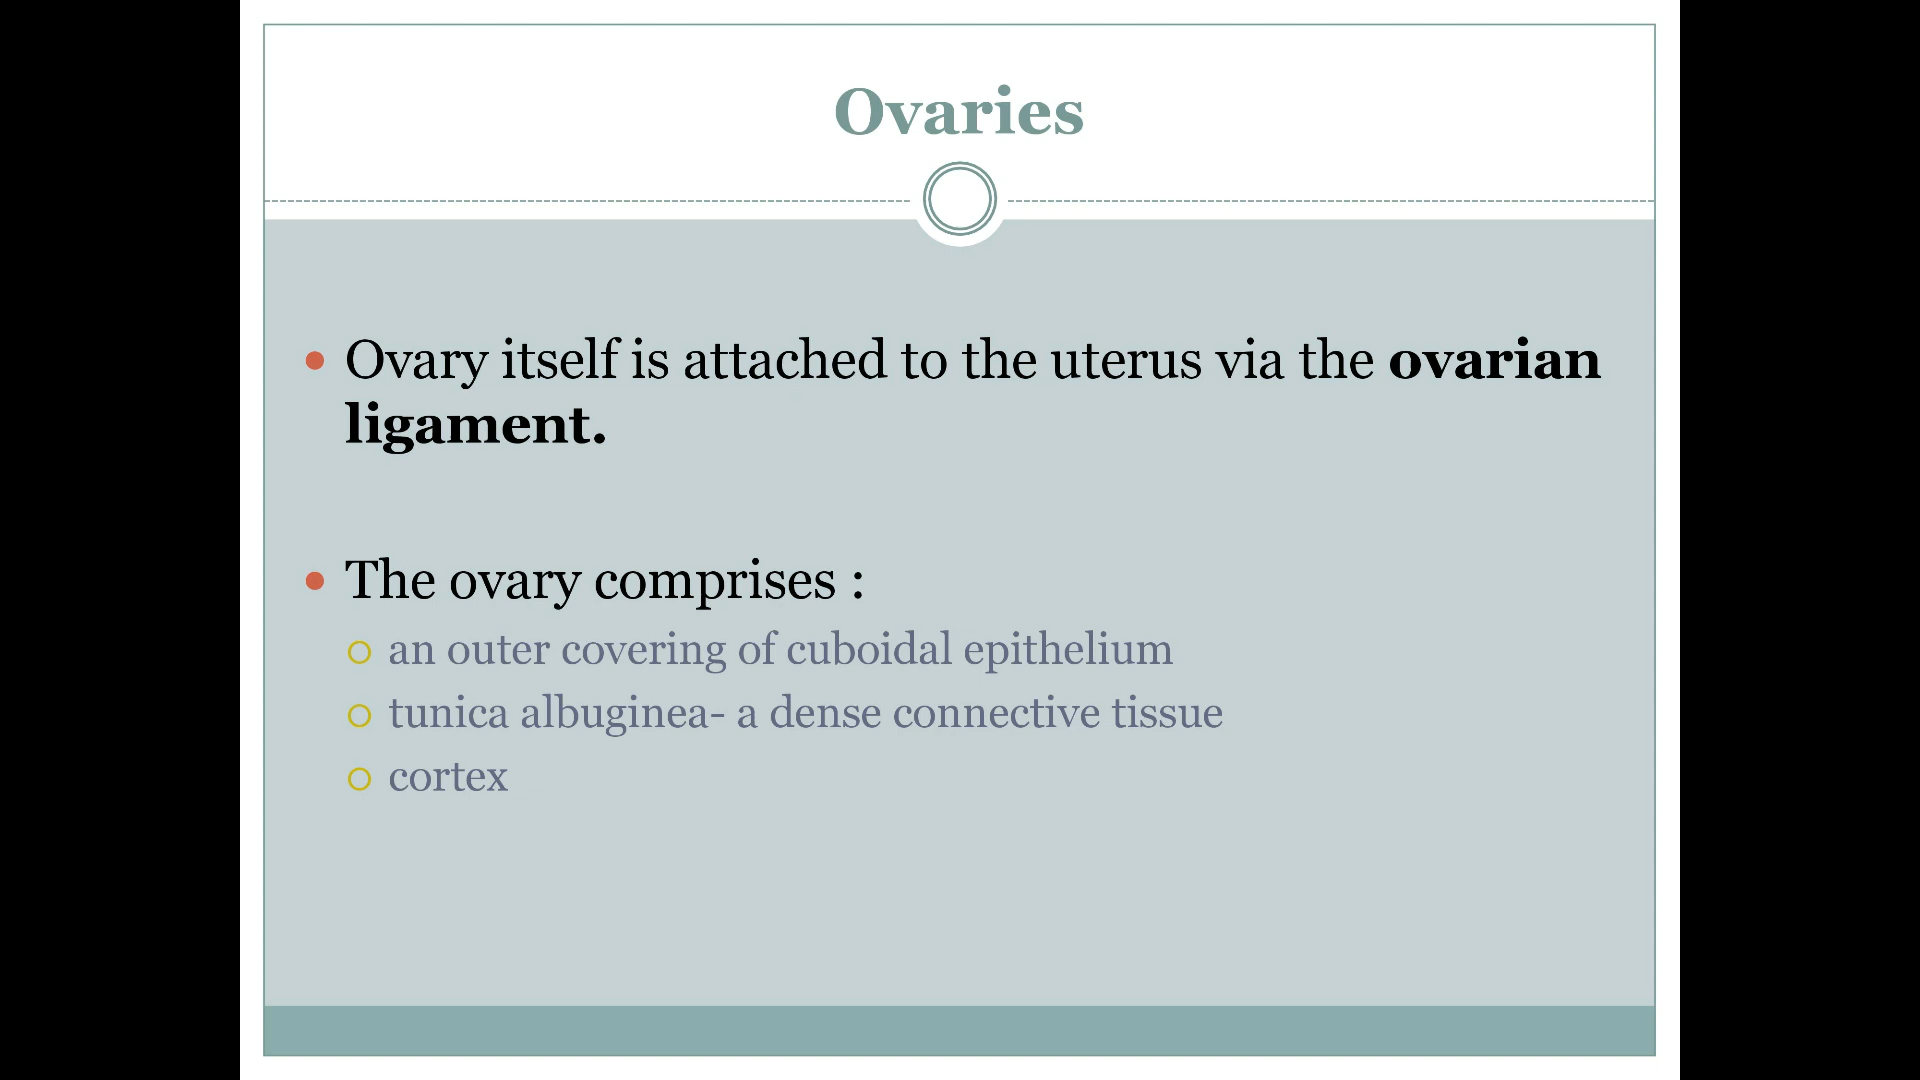 Ovaries
Ovary itself is attached to the uterus via the ovarian
ligament.
The ovary comprises :
an outer covering of cuboidal epithelium
tunica albuginea- a dense connective tissue
cortex